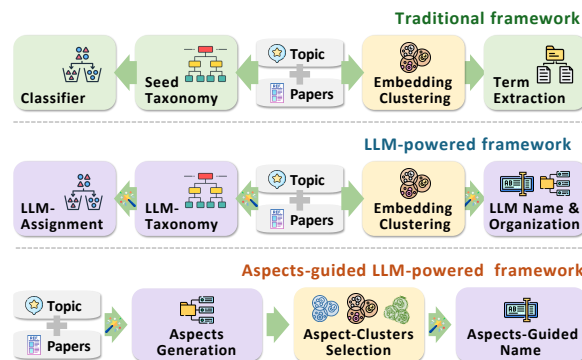 Traditional framework
Classifier
Seed
Taxonomy
Topic
Papers
Embedding
Clustering
Term
Extraction
LLM-powered framework
LLM-
Assignment
LLM-
Taxonomy
Topic
Papers
Embedding
Clustering
LLM Name &
Organization
Aspects-guided LLM-powered framework
Topic
Papers
Aspects
Generation
Aspect-Clusters
Selection
Aspects-Guided
Name